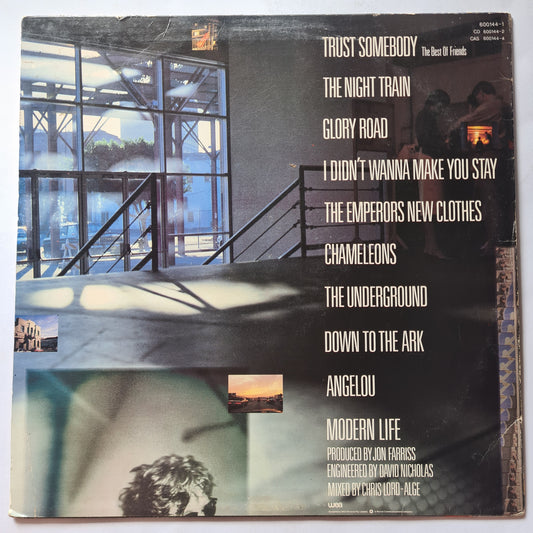 600144-1
CD 600144-2
CAS 600144-4
TRUST SOMEBODY The Best Of Friends
THE NIGHT TRAIN
GLORY ROAD
I DIDN'T WANNA MAKE YOU STAY
THE EMPERORS NEW CLOTHES
CHAMELEONS
THE UNDERGROUND
DOWN TO THE ARK
ANGELOU
MODERN LIFE
PRODUCED BY JON FARRISS
ENGINEERED BY DAVID NICHOLAS
MIXED BY CHRIS LORD-ALGE
wea